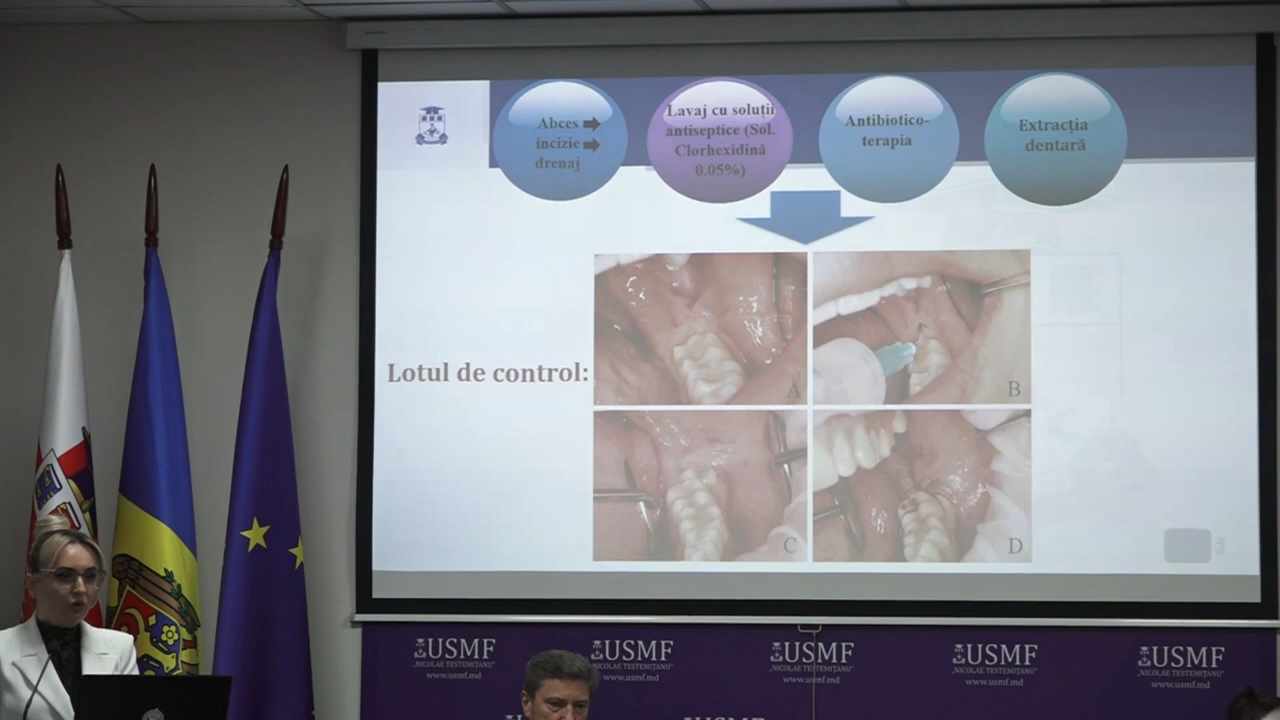 Abces
incizie
drenaj
Lavaj cu soluții
antiseptice (Sol.
Clorhexidină
0.05%)
Antibiotico-
terapia
Extracția
dentară
Lotul de control:
A
B
C
D
USMF
„NICOLAE TESTEMIȚANU”
www.usmf.md
USMF
„NICOLAE TESTEMIȚANU”
www.usmf.md
USMF
„NICOLAE TESTEMIȚANU”
www.usmf.md
USMF
„NICOLAE TESTEMIȚANU”
www.usmf.md
USMF
„NICOLAE TESTEMIȚANU”
www.usmf.md
USMF